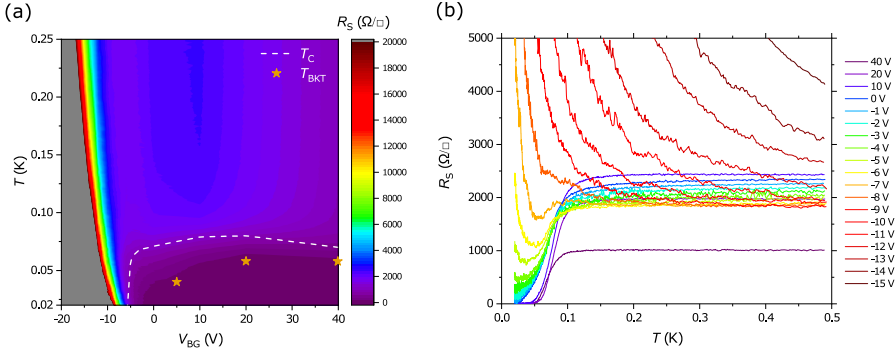 (a)
R_S (Ω/□)
0.25
0.20
0.15
0.10
0.05
0.02
T (K)
-20
-10
0
10
20
30
40
V_BG (V)
T_C
T_BKT
20000
18000
16000
14000
12000
10000
8000
6000
4000
2000
0
(b)
5000
4000
3000
2000
1000
0
R_S (Ω/□)
0.0
0.1
0.2
0.3
0.4
0.5
T (K)
40 V
20 V
10 V
0 V
-1 V
-2 V
-3 V
-4 V
-5 V
-6 V
-7 V
-8 V
-9 V
-10 V
-11 V
-12 V
-13 V
-14 V
-15 V